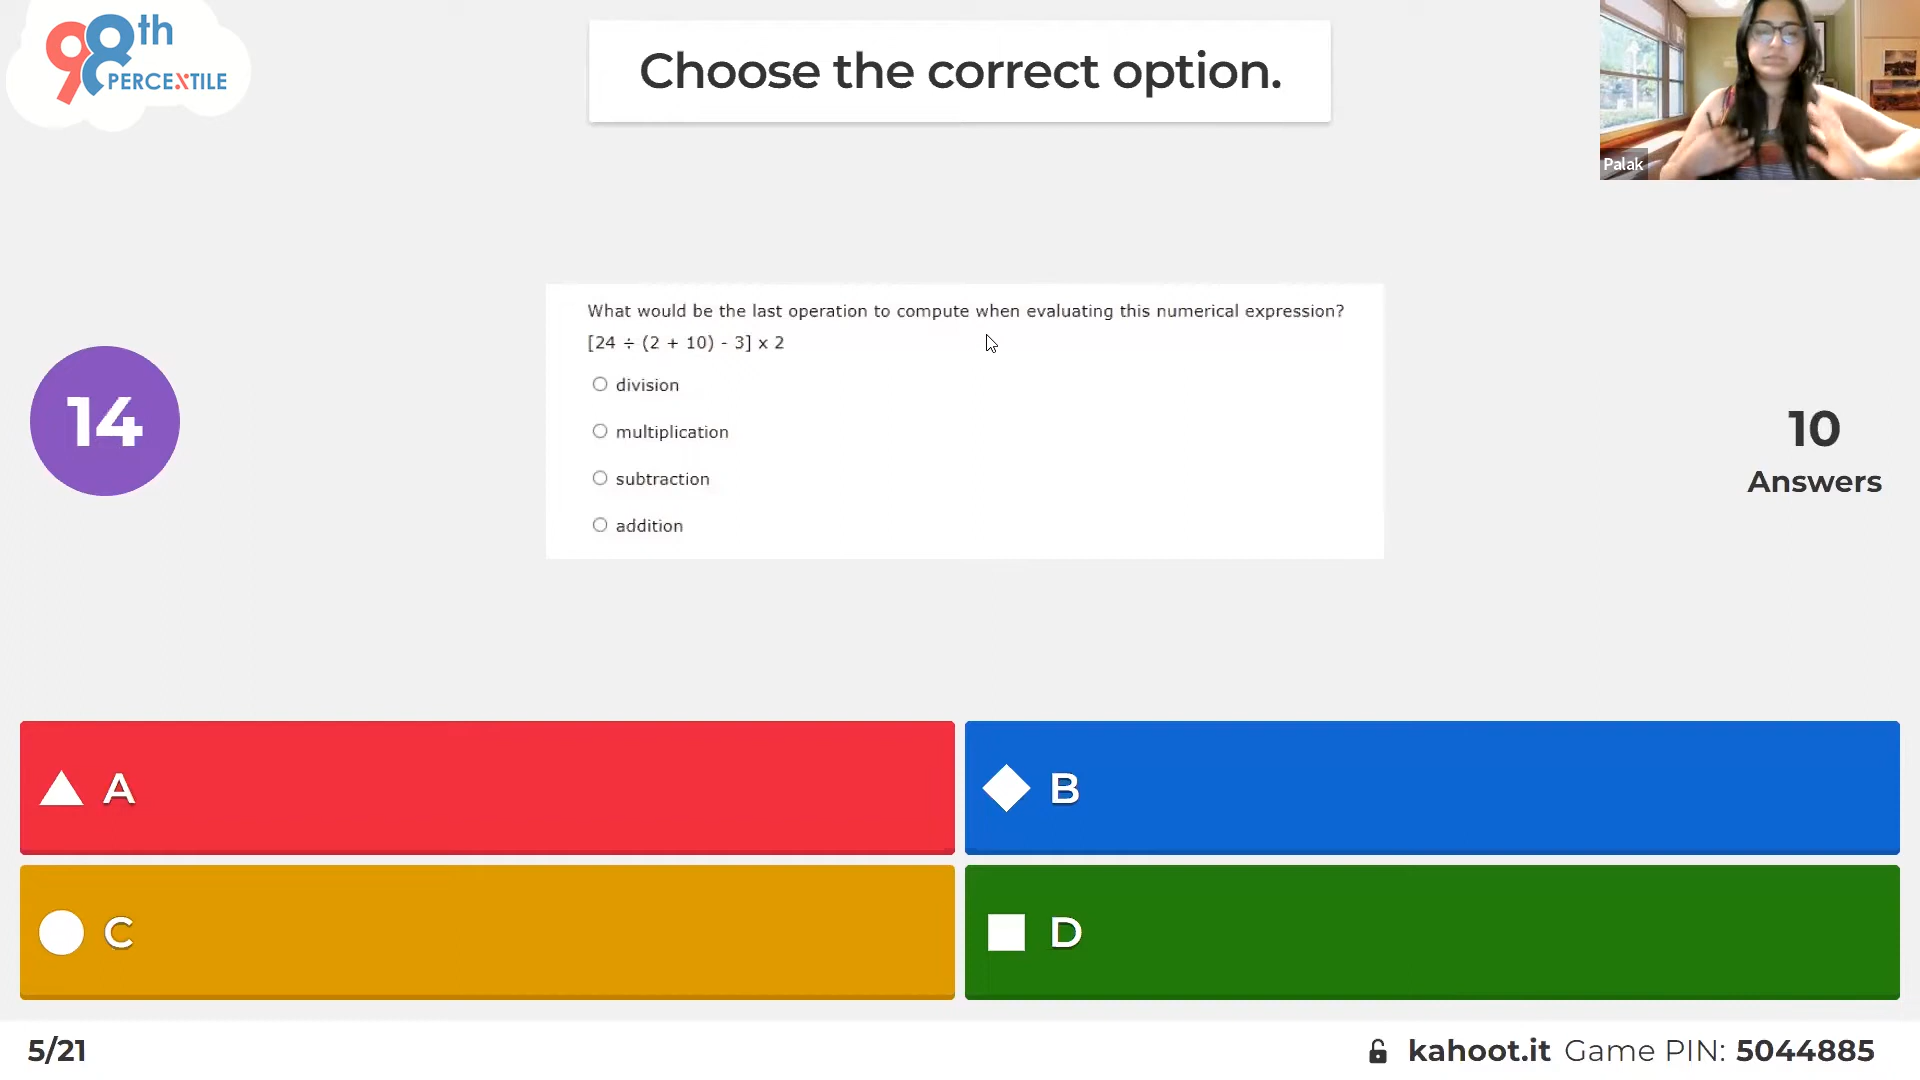 98th
PERCENTILE
Choose the correct option.
Palak
What would be the last operation to compute when evaluating this numerical expression?
[24 ÷ (2 + 10) - 3] x 2
division
multiplication
subtraction
addition
14
10
Answers
A
B
C
D
5/21
kahoot.it Game PIN: 5044885